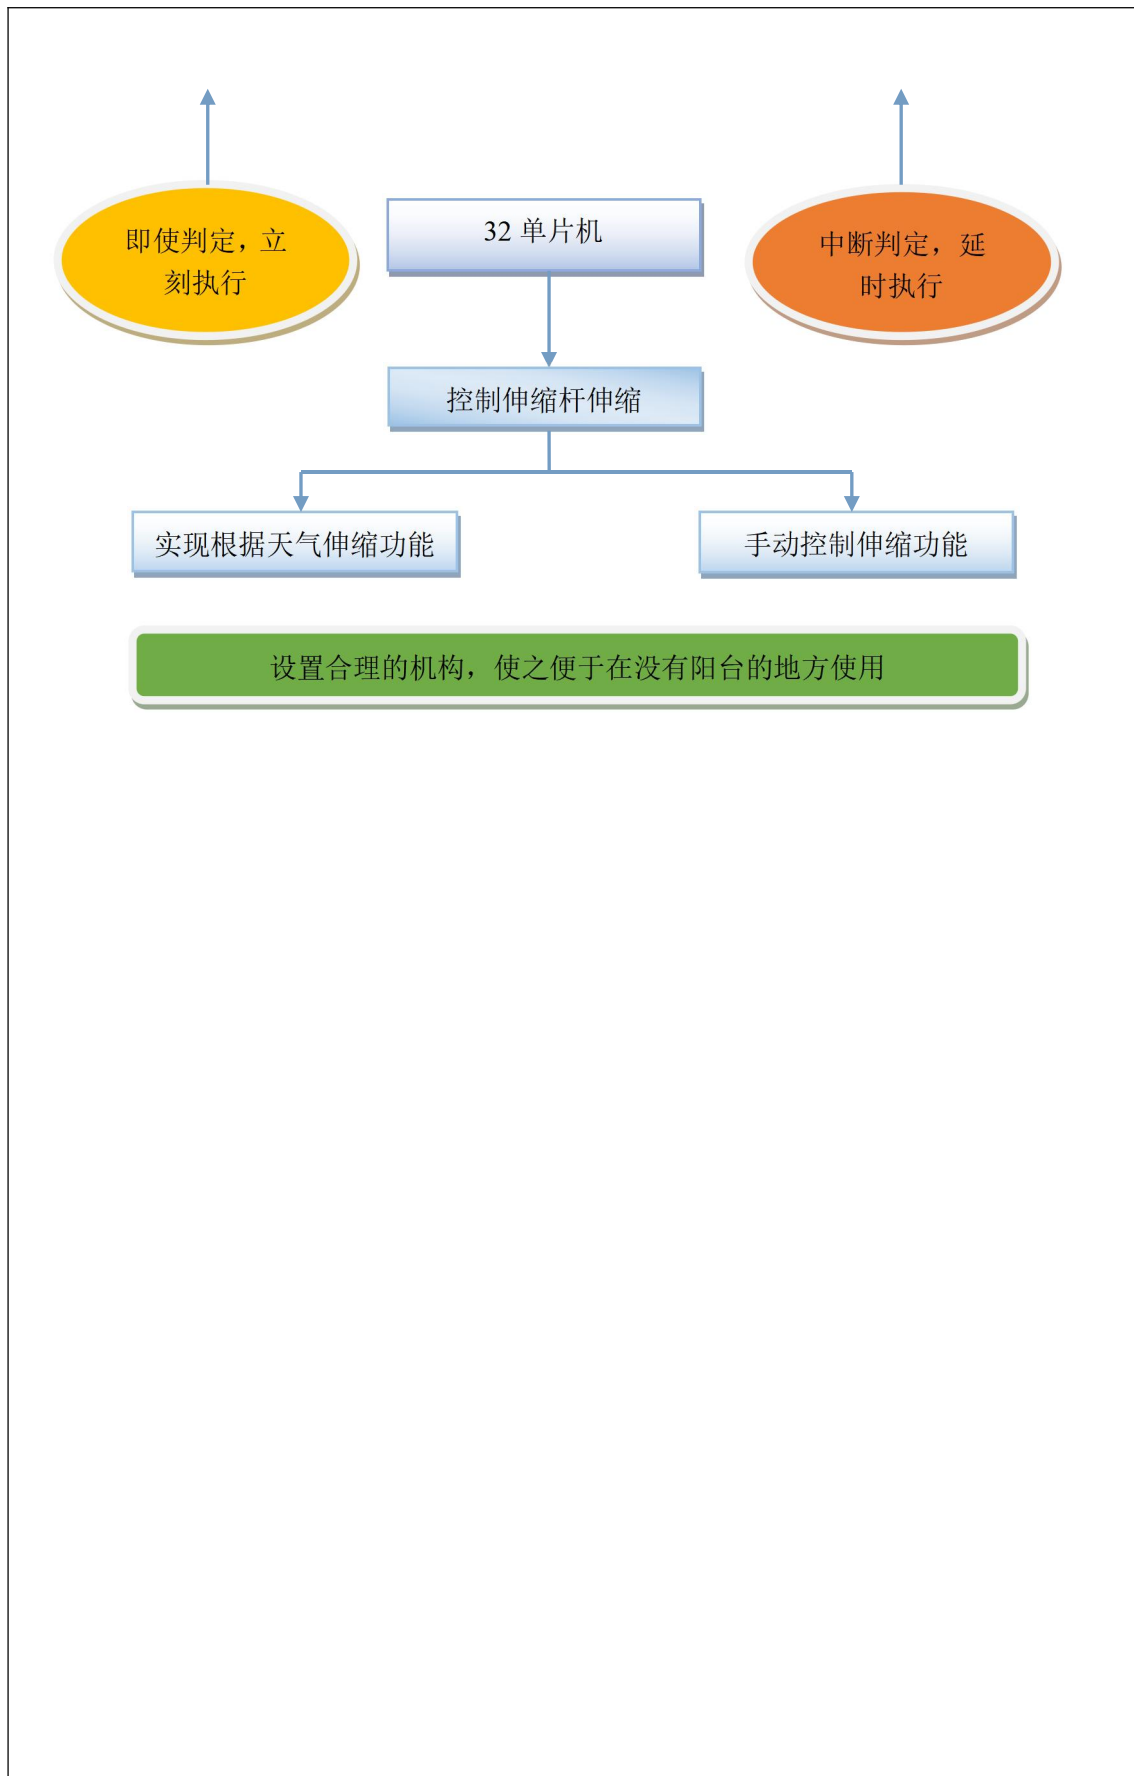 即使判定，立
刻执行
32 单片机
中断判定，延
时执行
控制伸缩杆伸缩
实现根据天气伸缩功能
手动控制伸缩功能
设置合理的机构，使之便于在没有阳台的地方使用